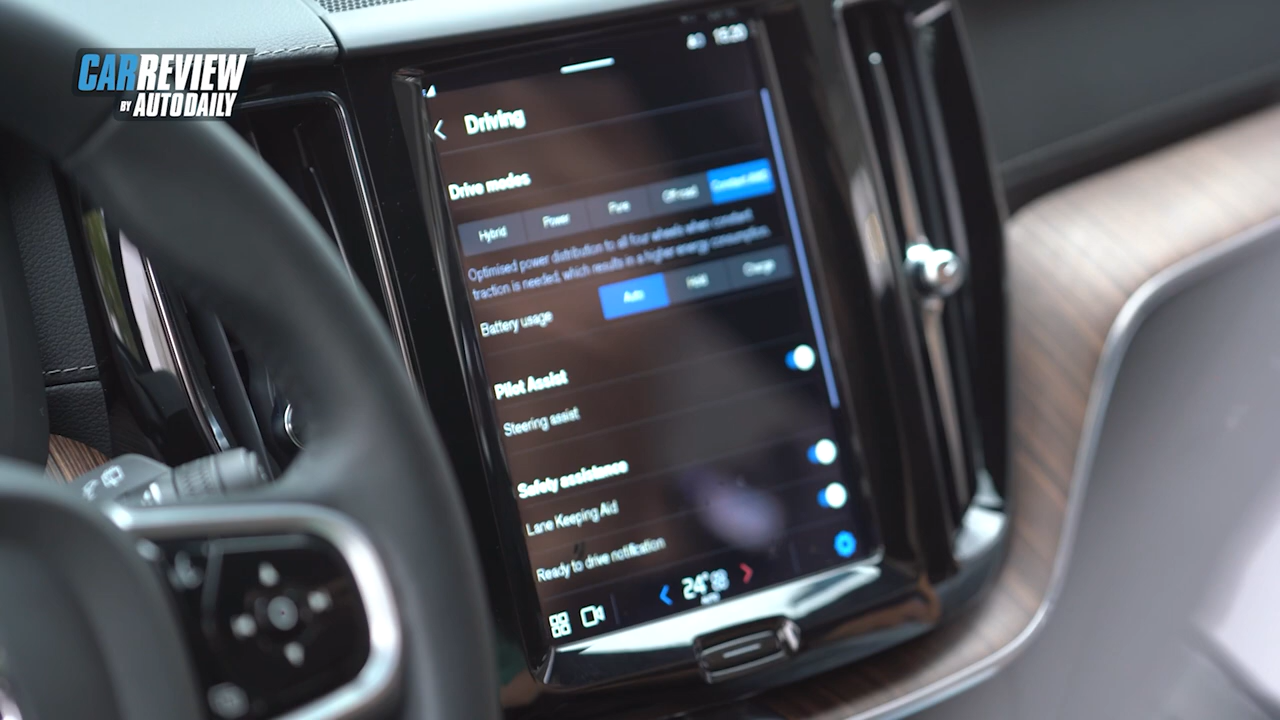 CARREVIEW
BY AUTODAILY
15:20
Driving
Drive modes
Hybrid Power Pure Off road Constant AWD
Optimised power distribution to all four wheels when constant
traction is needed, which results in a higher energy consumption.
Battery usage Auto Hold Charge
Pilot Assist
Steering assist
Safety assistance
Lane Keeping Aid
Ready to drive notification
24°
AUTO